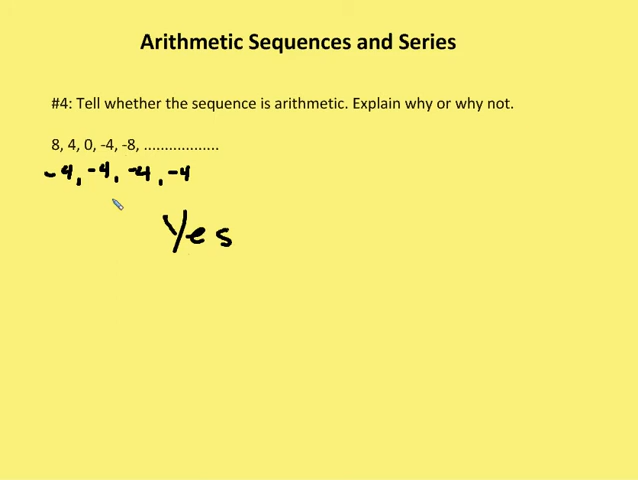 Arithmetic Sequences and Series
#4: Tell whether the sequence is arithmetic. Explain why or why not.
8, 4, 0, -4, -8, ..................
-4, -4, -4, -4
Yes